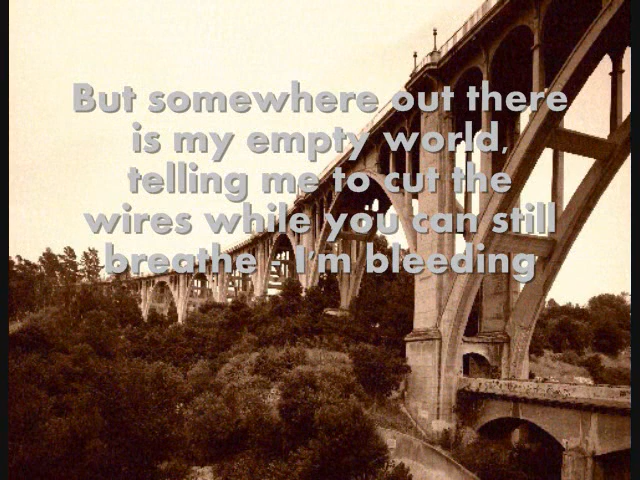 But somewhere out there
is my empty world,
telling me to cut the
wires while you can still
breathe I'm bleeding